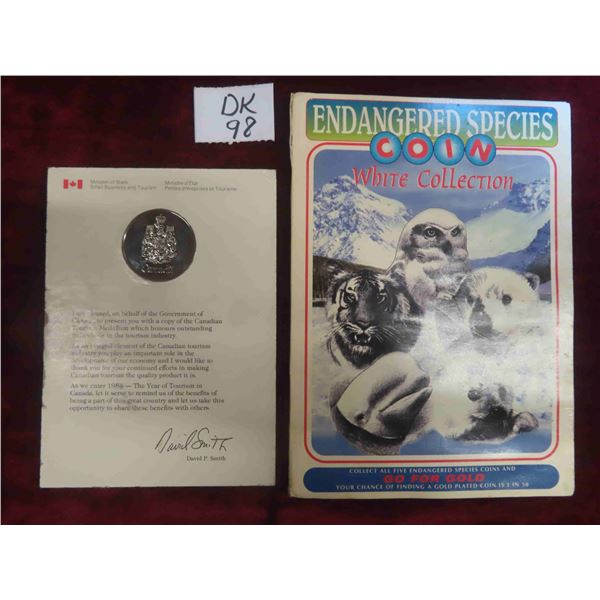 DK
98
Minister of State
Small Business and Tourism
Ministre d'État
Petites entreprises et Tourisme
Canada
I am pleased, on behalf of the Government of
Canada, to present you with a copy of the Canadian
Tourism Medallion which honours outstanding
in the tourism industry.
As an integral element of the Canadian tourism
industry you play an important role in the
development of our economy and I would like to
thank you for your continued efforts in making
Canadian tourism the quality product it is.
As we enter 1984 — The Year of Tourism in
Canada, let it serve to remind us of the benefits of
being a part of this great country and let us take this
opportunity to share these benefits with others.
David Smith
David P. Smith
ENDANGERED SPECIES
COIN
White Collection
COLLECT ALL FIVE ENDANGERED SPECIES COINS AND
GO FOR GOLD
YOUR CHANCE OF FINDING A GOLD PLATED COIN IS 1 IN 50